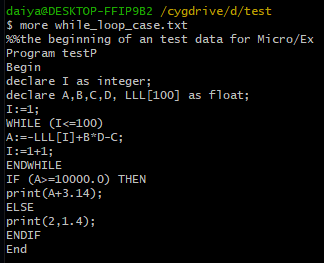 daiya@DESKTOP-FFIP9B2 /cygdrive/d/test
$ more while_loop_case.txt
%%the beginning of an test data for Micro/Ex
Program testP
Begin
declare I as integer;
declare A,B,C,D, LLL[100] as float;
I:=1;
WHILE (I<=100)
A:=-LLL[I]+B*D-C;
I:=1+1;
ENDWHILE
IF (A>=10000.0) THEN
print(A+3.14);
ELSE
print(2,1.4);
ENDIF
End